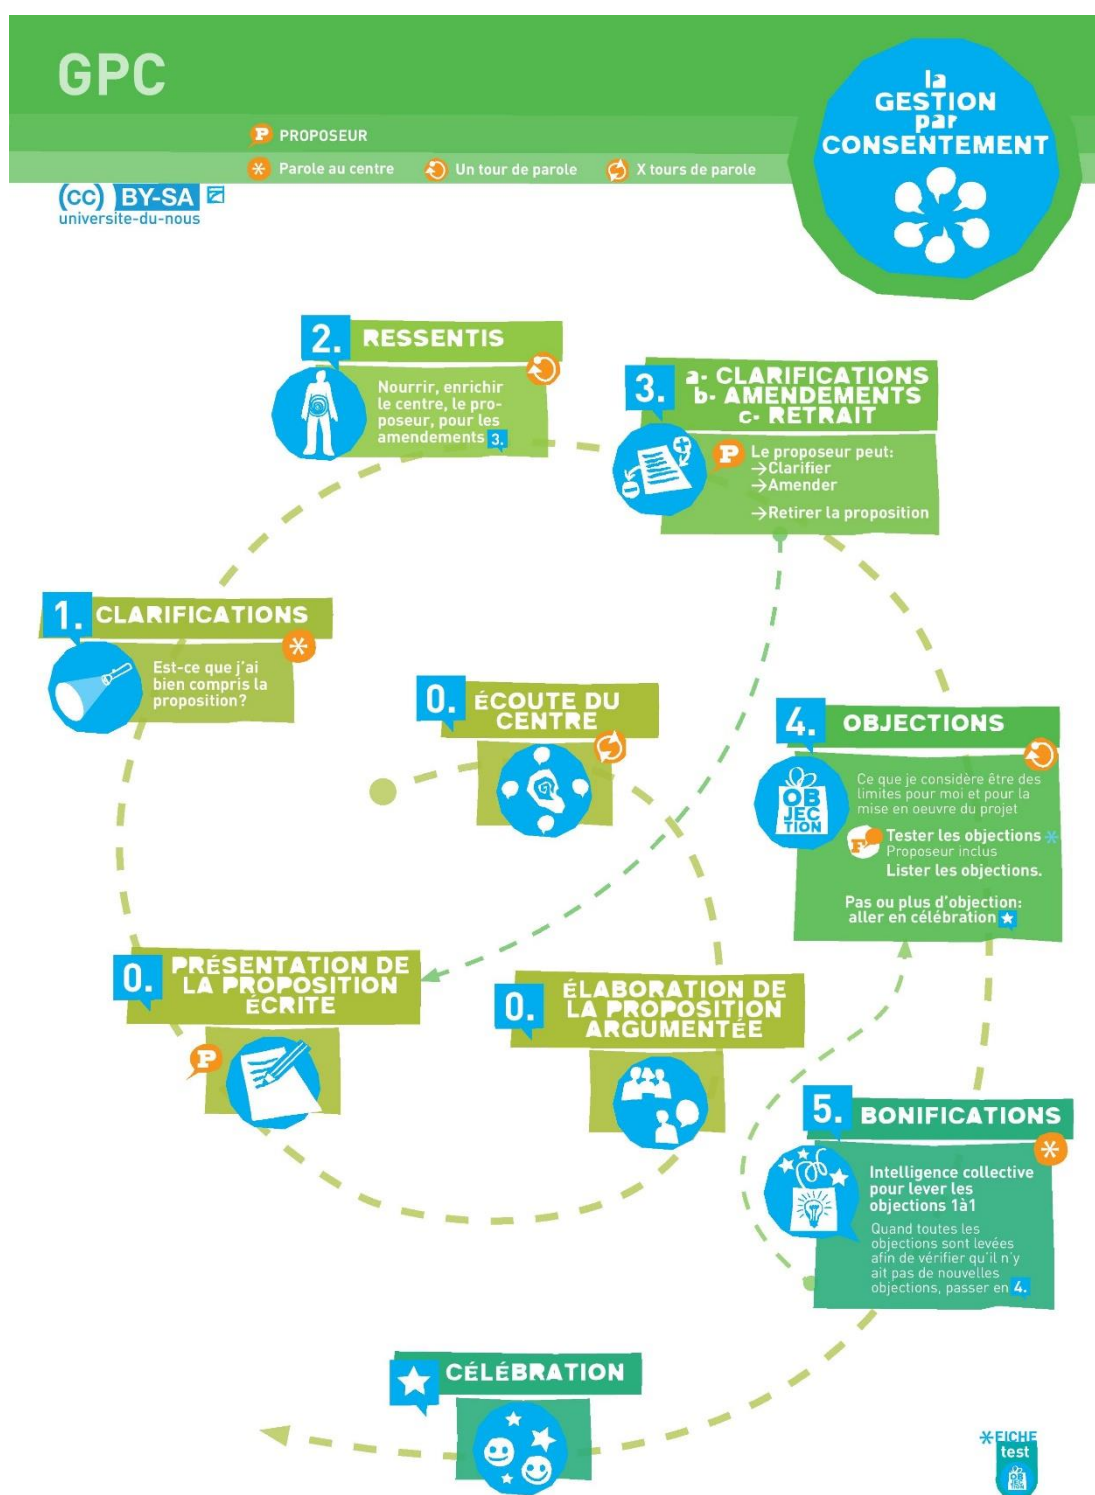 GPC
la
GESTION
par
CONSENTEMENT
P PROPOSEUR
* Parole au centre
Un tour de parole
X tours de parole
(cc) BY-SA
universite-du-nous
2. RESSENTIS
Nourrir, enrichir
le centre, le pro-
poseur, pour les
amendements 3.
3. a- CLARIFICATIONS
b- AMENDEMENTS
c- RETRAIT
P Le proposeur peut:
→Clarifier
→Amender
→Retirer la proposition
1. CLARIFICATIONS
*
Est-ce que j'ai
bien compris la
proposition?
0. ÉCOUTE DU
CENTRE
4. OBJECTIONS
Ce que je considère être des
limites pour moi et pour la
mise en oeuvre du projet
OB
JEC
TION
P Tester les objections *
Proposeur inclus
Lister les objections.
Pas ou plus d'objection:
aller en célébration
0. PRÉSENTATION DE
LA PROPOSITION
ÉCRITE
P
0. ÉLABORATION DE
LA PROPOSITION
ARGUMENTÉE
5. BONIFICATIONS
*
Intelligence collective
pour lever les
objections 1à1
Quand toutes les
objections sont levées
afin de vérifier qu'il n'y
ait pas de nouvelles
objections, passer en 4.
CÉLÉBRATION
*FICHE
test
OB
JEC
TION